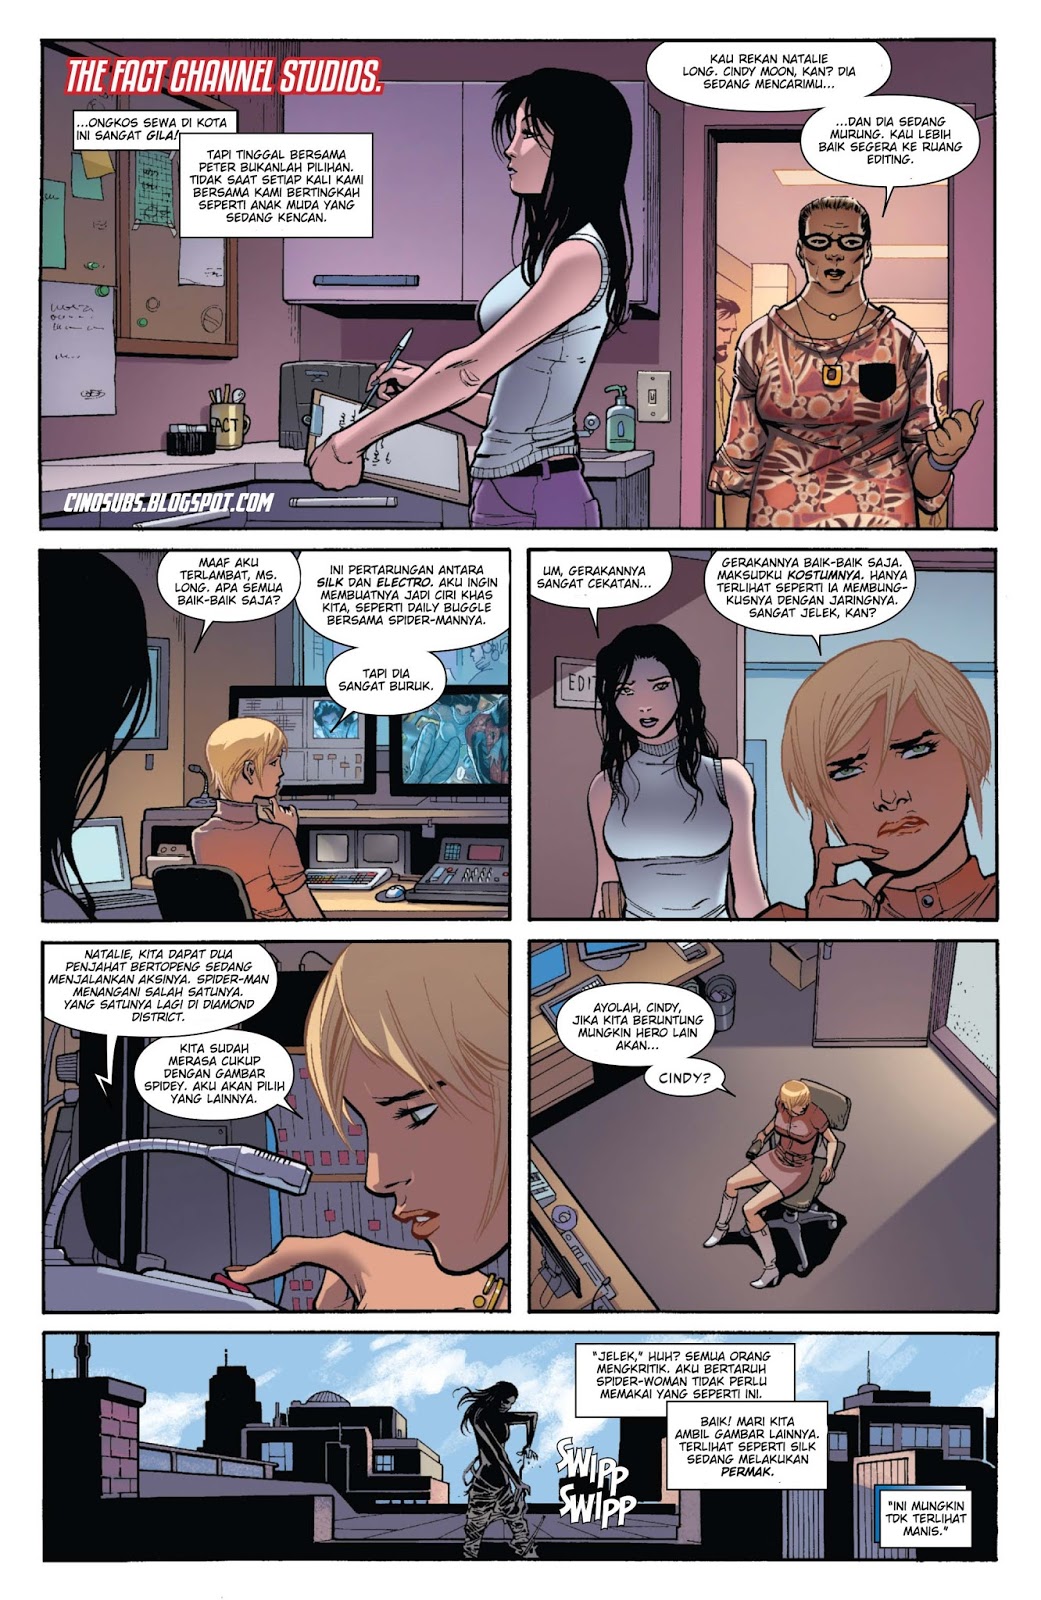 THE FACT CHANNEL STUDIOS.
...ONGKOS SEWA DI KOTA
INI SANGAT GILA!
TAPI TINGGAL BERSAMA
PETER BUKANLAH PILIHAN.
TIDAK SAAT SETIAP KALI KAMI
BERSAMA KAMI BERTINGKAH
SEPERTI ANAK MUDA YANG
SEDANG KENCAN.
KAU REKAN NATALIE
LONG. CINDY MOON, KAN? DIA
SEDANG MENCARIMU...
...DAN DIA SEDANG
MURUNG. KAU LEBIH
BAIK SEGERA KE RUANG
EDITING.
FACT
CINOSUBS.BLOGSPOT.COM
MAAF AKU
TERLAMBAT, MS.
LONG. APA SEMUA
BAIK-BAIK SAJA?
INI PERTARUNGAN ANTARA
SILK DAN ELECTRO. AKU INGIN
MEMBUATNYA JADI CIRI KHAS
KITA, SEPERTI DAILY BUGGLE
BERSAMA SPIDER-MANNYA.
TAPI DIA
SANGAT BURUK.
UM, GERAKANNYA
SANGAT CEKATAN...
GERAKANNYA BAIK-BAIK SAJA.
MAKSUDKU KOSTUMNYA. HANYA
TERLIHAT SEPERTI IA MEMBUNG-
KUSNYA DENGAN JARINGNYA.
SANGAT JELEK, KAN?
EDIT
NATALIE, KITA DAPAT DUA
PENJAHAT BERTOPENG SEDANG
MENJALANKAN AKSINYA. SPIDER-MAN
MENANGANI SALAH SATUNYA.
YANG SATUNYA LAGI DI DIAMOND
DISTRICT.
KITA SUDAH
MERASA CUKUP
DENGAN GAMBAR
SPIDEY. AKU AKAN PILIH
YANG LAINNYA.
AYOLAH, CINDY,
JIKA KITA BERUNTUNG
MUNGKIN HERO LAIN
AKAN...
CINDY?
"JELEK," HUH? SEMUA ORANG
MENGKRITIK. AKU BERTARUH
SPIDER-WOMAN TIDAK PERLU
MEMAKAI YANG SEPERTI INI.
BAIK! MARI KITA
AMBIL GAMBAR LAINNYA.
TERLIHAT SEPERTI SILK
SEDANG MELAKUKAN
PERMAK.
SWIPP
SWIPP
"INI MUNGKIN
TDK TERLIHAT
MANIS."